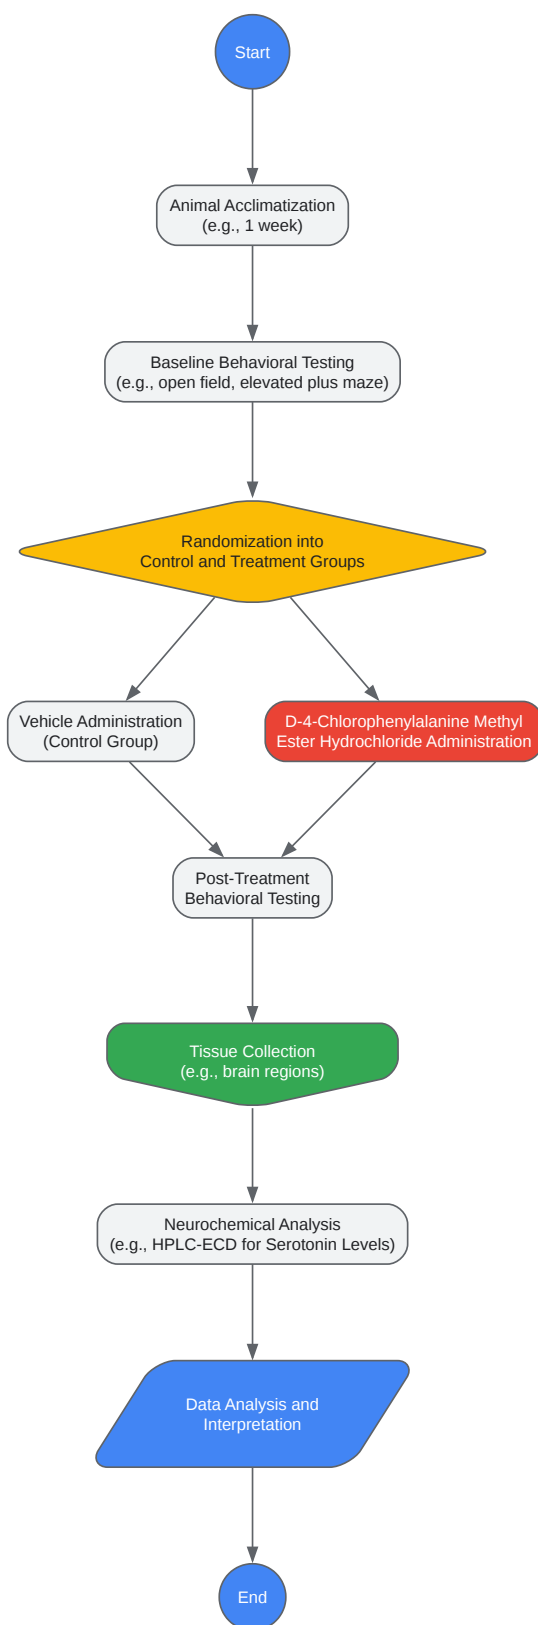 Start
Animal Acclimatization
(e.g., 1 week)
Baseline Behavioral Testing
(e.g., open field, elevated plus maze)
Randomization into
Control and Treatment Groups
Vehicle Administration
(Control Group)
D-4-Chlorophenylalanine Methyl
Ester Hydrochloride Administration
Post-Treatment
Behavioral Testing
Tissue Collection
(e.g., brain regions)
Neurochemical Analysis
(e.g., HPLC-ECD for Serotonin Levels)
Data Analysis and
Interpretation
End